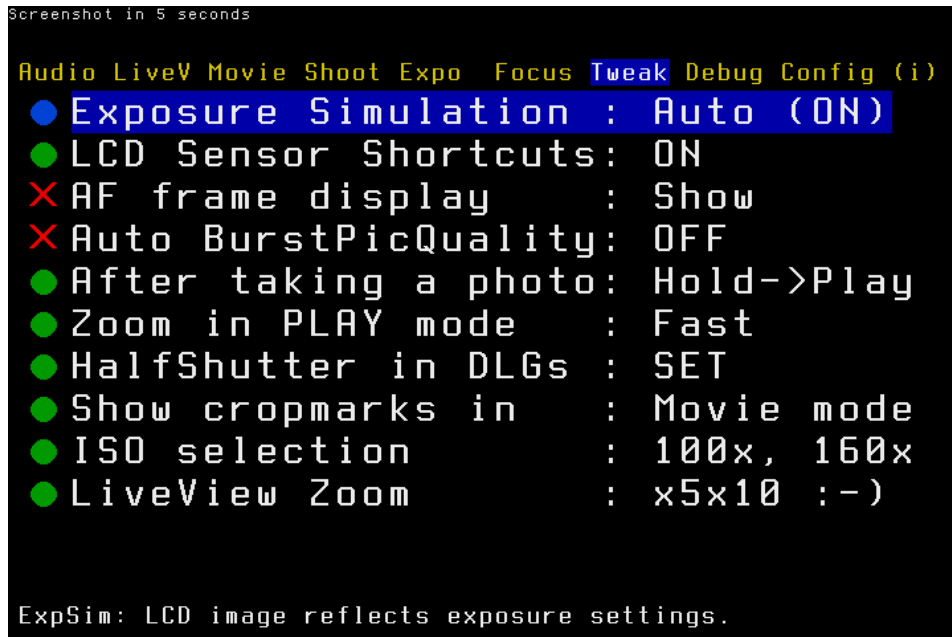 Screenshot in 5 seconds
Audio LiveV Movie Shoot Expo Focus Tweak Debug Config (i)
Exposure Simulation : Auto (ON)
LCD Sensor Shortcuts: ON
AF frame display : Show
Auto BurstPicQuality: OFF
After taking a photo: Hold->Play
Zoom in PLAY mode : Fast
HalfShutter in DLGs : SET
Show cropmarks in : Movie mode
ISO selection : 100x, 160x
LiveView Zoom : x5x10 :-)
ExpSim: LCD image reflects exposure settings.